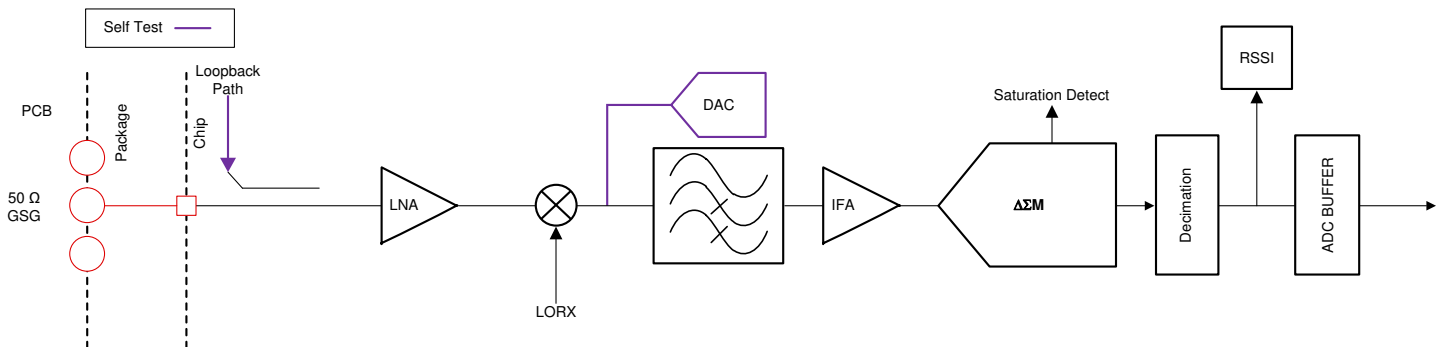 Self Test
Loopback
Path
PCB
Package
Chip
50 Ω
GSG
LNA
LORX
DAC
IFA
Saturation Detect
ΔΣM
Decimation
RSSI
ADC BUFFER